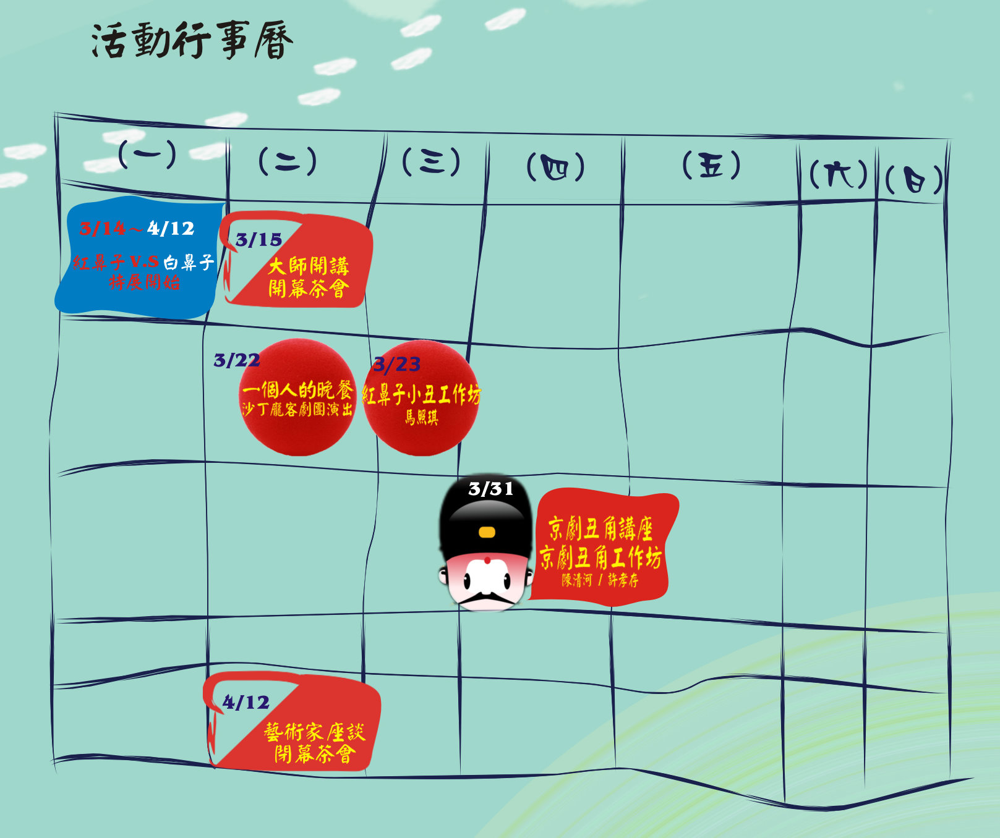 活動行事曆
(一) (二) (三) (四) (五) (六) (日)
3/14~4/12
紅鼻子V.S白鼻子
特展開始
3/15
大師開講
開幕茶會
3/22
一個人的晚餐
沙丁龐客劇團演出
3/23
紅鼻子小丑工作坊
馬照琪
3/31
京劇丑角講座
京劇丑角工作坊
陳清河 / 許孝存
4/12
藝術家座談
閉幕茶會